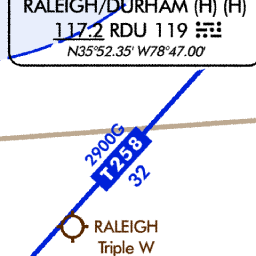 RALEIGH/DURHAM (H) (H)
117.2 RDU 119
N35°52.35' W78°47.00'
2900G
T258
32
RALEIGH
Triple W